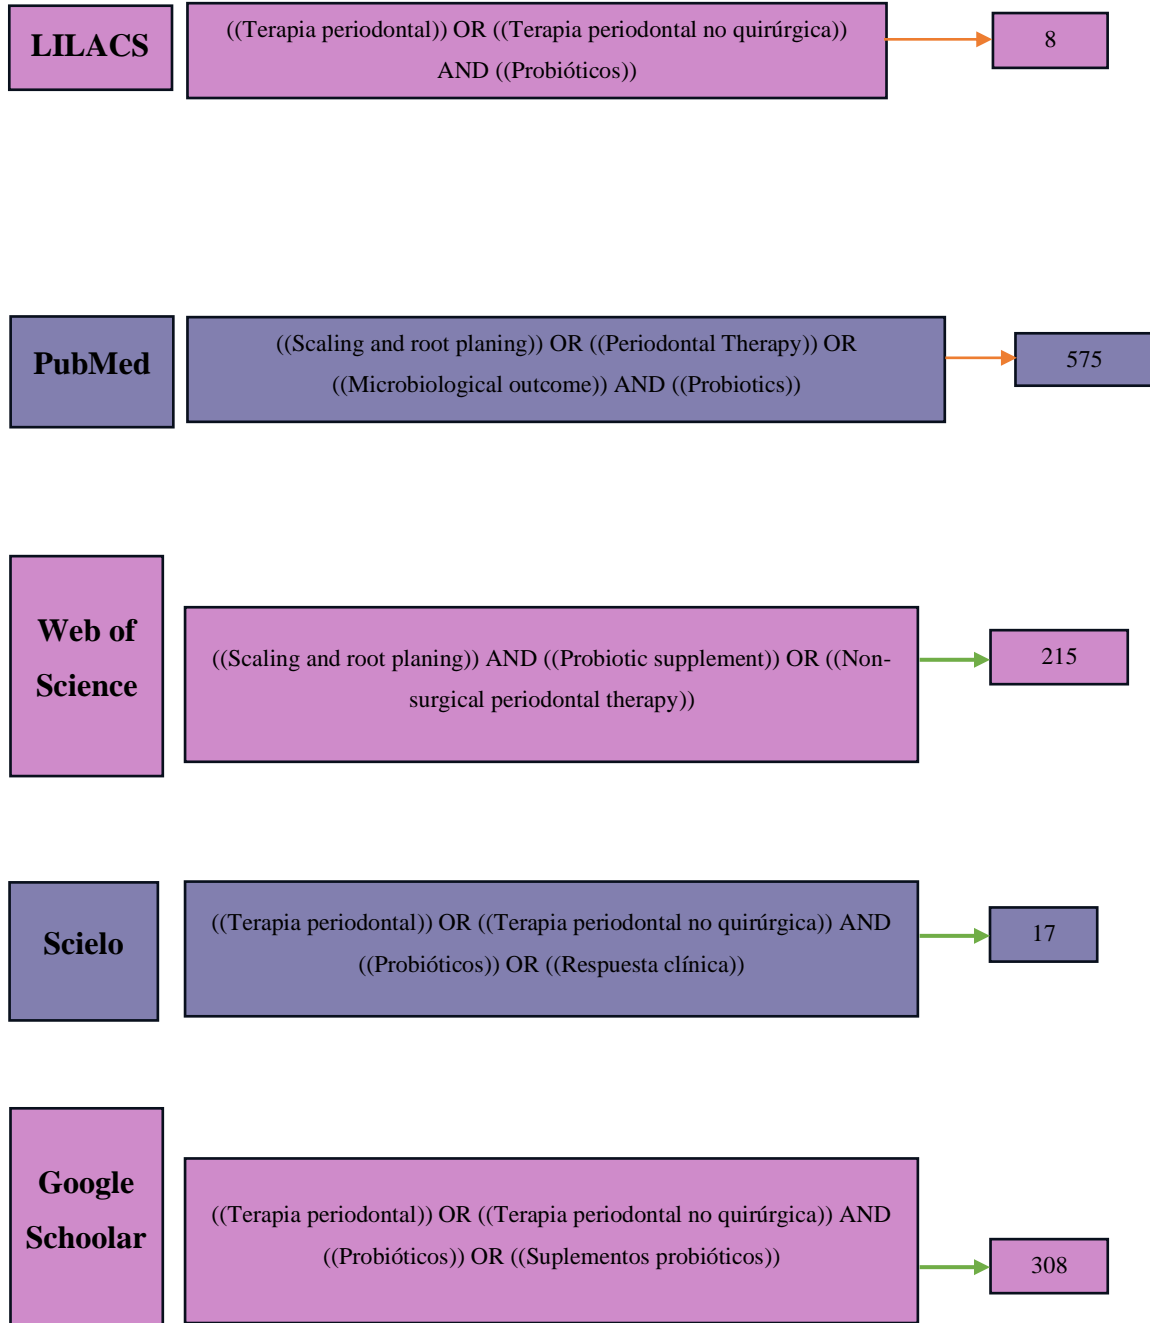 LILACS
((Terapia periodontal)) OR ((Terapia periodontal no quirúrgica))
AND ((Probióticos))
8
PubMed
((Scaling and root planing)) OR ((Periodontal Therapy)) OR
((Microbiological outcome)) AND ((Probiotics))
575
Web of
Science
((Scaling and root planing)) AND ((Probiotic supplement)) OR ((Non-
surgical periodontal therapy))
215
Scielo
((Terapia periodontal)) OR ((Terapia periodontal no quirúrgica)) AND
((Probióticos)) OR ((Respuesta clínica))
17
Google
Schoolar
((Terapia periodontal)) OR ((Terapia periodontal no quirúrgica)) AND
((Probióticos)) OR ((Suplementos probióticos))
308